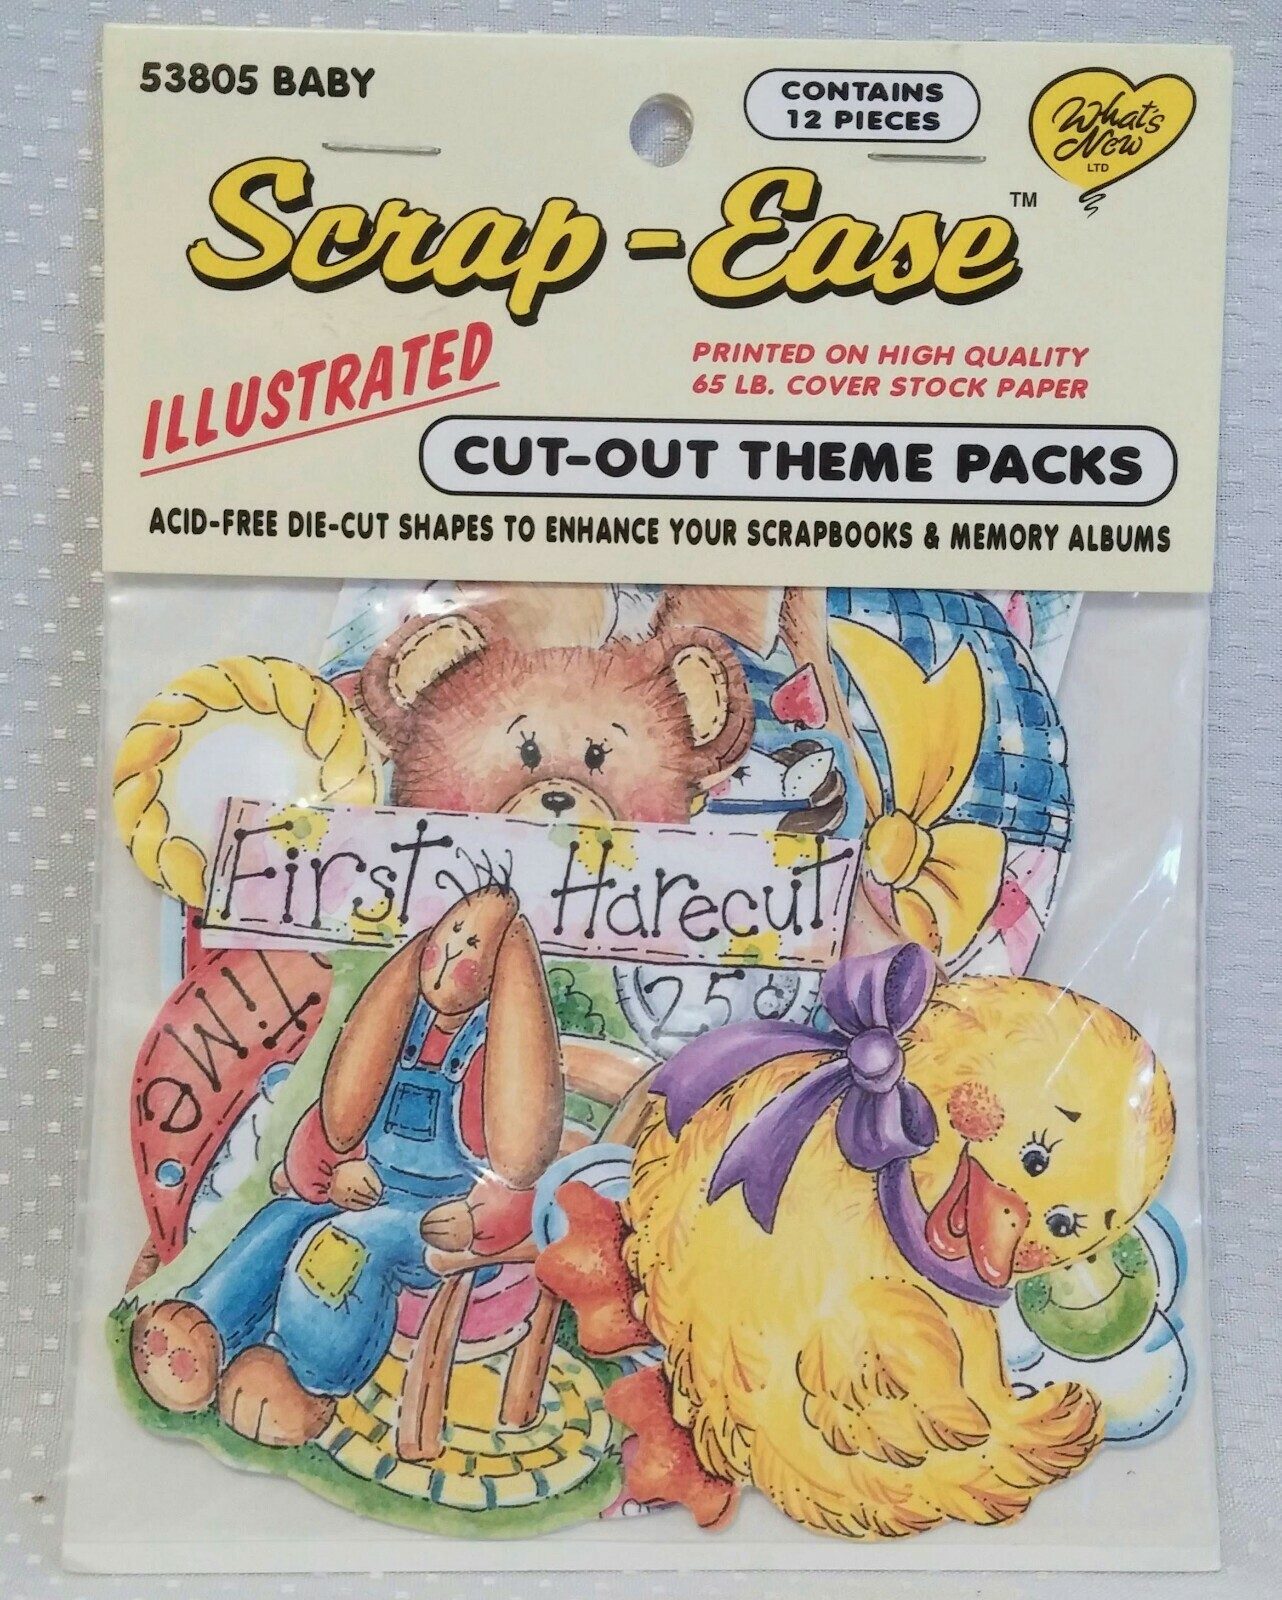 53805 BABY
CONTAINS
12 PIECES
What's
New
LTD
Scrap-Ease™
ILLUSTRATED
PRINTED ON HIGH QUALITY
65 LB. COVER STOCK PAPER
CUT-OUT THEME PACKS
ACID-FREE DIE-CUT SHAPES TO ENHANCE YOUR SCRAPBOOKS & MEMORY ALBUMS
First Harecut
25¢
TiMe